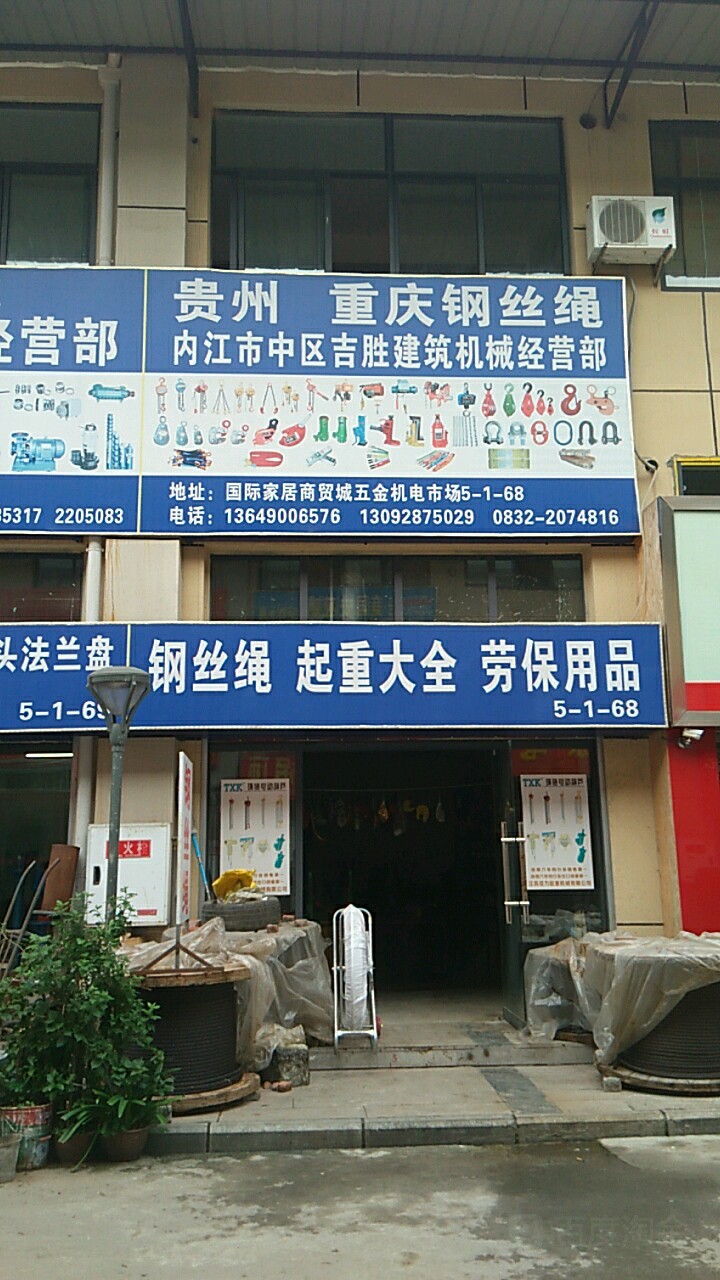 贵州 重庆钢丝绳
内江市中区吉胜建筑机械经营部
经营部
地址：国际家居商贸城五金机电市场5-1-68
电话：13649006576 13092875029 0832-2074816
35317 2205083
头法兰盘
5-1-69
钢丝绳 起重大全 劳保用品
5-1-68
TXK
TXK
火